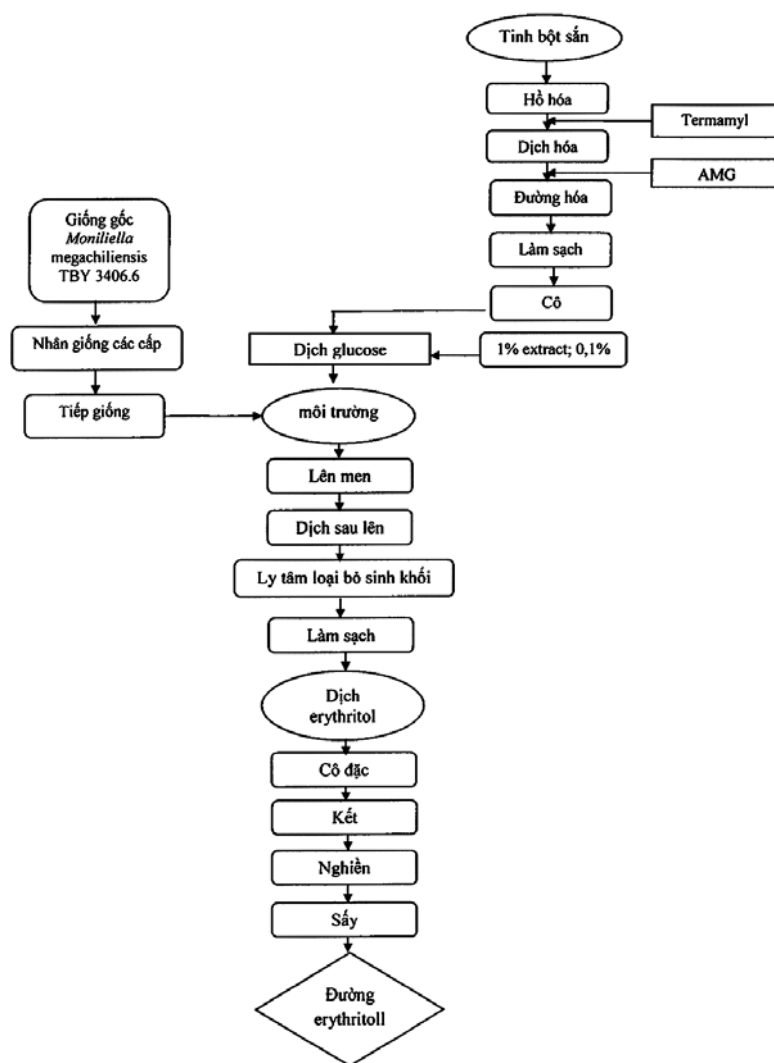 Tinh bột sắn
Hồ hóa
Termamyl
Dịch hóa
AMG
Đường hóa
Làm sạch
Cô
Giống gốc
Moniliella
megachiliensis
TBY 3406.6
Nhân giống các cấp
Tiếp giống
Dịch glucose
1% extract; 0,1%
môi trường
Lên men
Dịch sau lên
Ly tâm loại bỏ sinh khối
Làm sạch
Dịch
erythritol
Cô đặc
Kết
Nghiền
Sấy
Đường
erythritoll